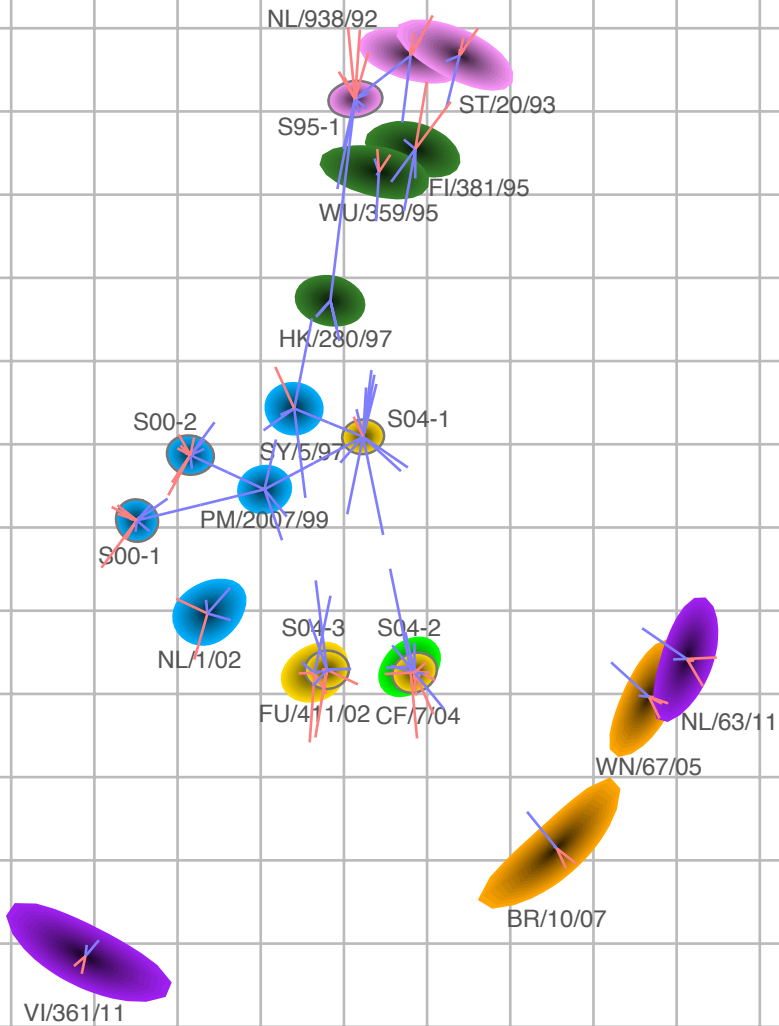 NL/938/92
ST/20/93
S95-1
FI/381/95
WU/359/95
HK/280/97
S00-2
S04-1
SY/5/97
PM/2007/99
S00-1
S04-3
S04-2
NL/1/02
FU/411/02
CF/7/04
NL/63/11
WN/67/05
BR/10/07
VI/361/11